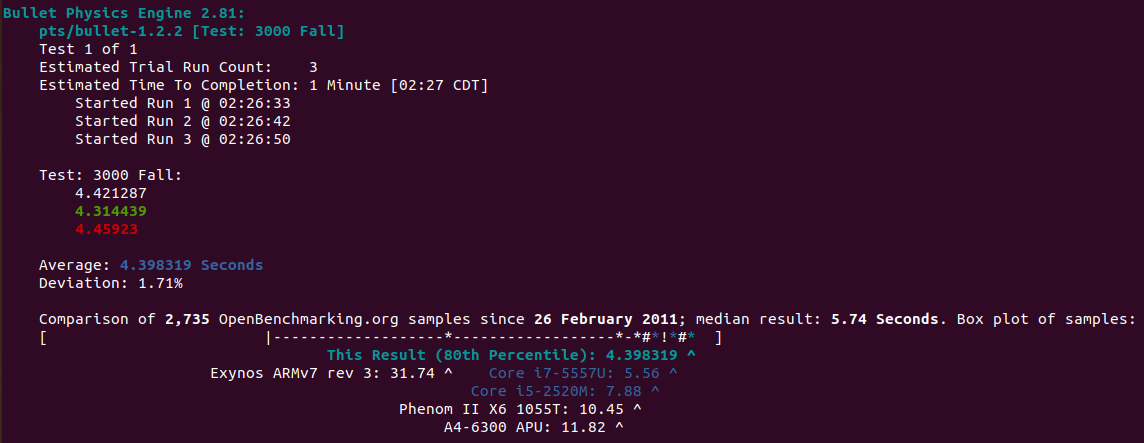 Bullet Physics Engine 2.81:
pts/bullet-1.2.2 [Test: 3000 Fall]
Test 1 of 1
Estimated Trial Run Count:    3
Estimated Time To Completion: 1 Minute [02:27 CDT]
Started Run 1 @ 02:26:33
Started Run 2 @ 02:26:42
Started Run 3 @ 02:26:50
Test: 3000 Fall:
4.421287
4.314439
4.45923
Average: 4.398319 Seconds
Deviation: 1.71%
Comparison of 2,735 OpenBenchmarking.org samples since 26 February 2011; median result: 5.74 Seconds. Box plot of samples:
[                        |-------------------*------------------*-*#*!*#*  ]
This Result (80th Percentile): 4.398319 ^
Exynos ARMv7 rev 3: 31.74 ^    Core i7-5557U: 5.56 ^
Core i5-2520M: 7.88 ^
Phenom II X6 1055T: 10.45 ^
A4-6300 APU: 11.82 ^